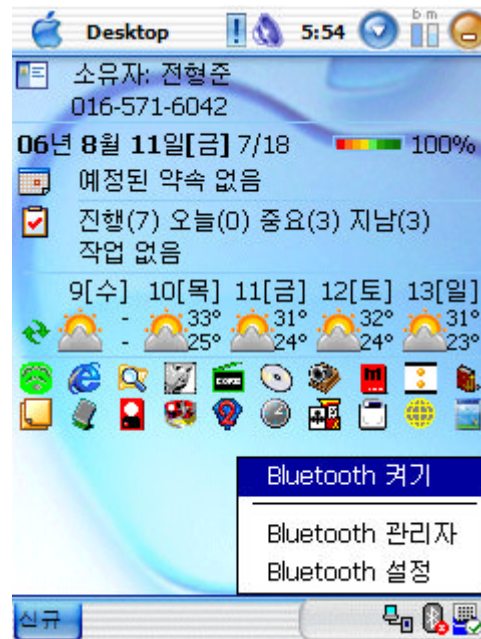 Desktop
5:54
b m
소유자: 전형준
016-571-6042
06년 8월 11일[금] 7/18 100%
예정된 약속 없음
진행(7) 오늘(0) 중요(3) 지남(3)
작업 없음
9[수] 10[목] 11[금] 12[토] 13[일]
- 33° 31° 32° 31°
- 25° 24° 24° 23°
Bluetooth 켜기
Bluetooth 관리자
Bluetooth 설정
신규